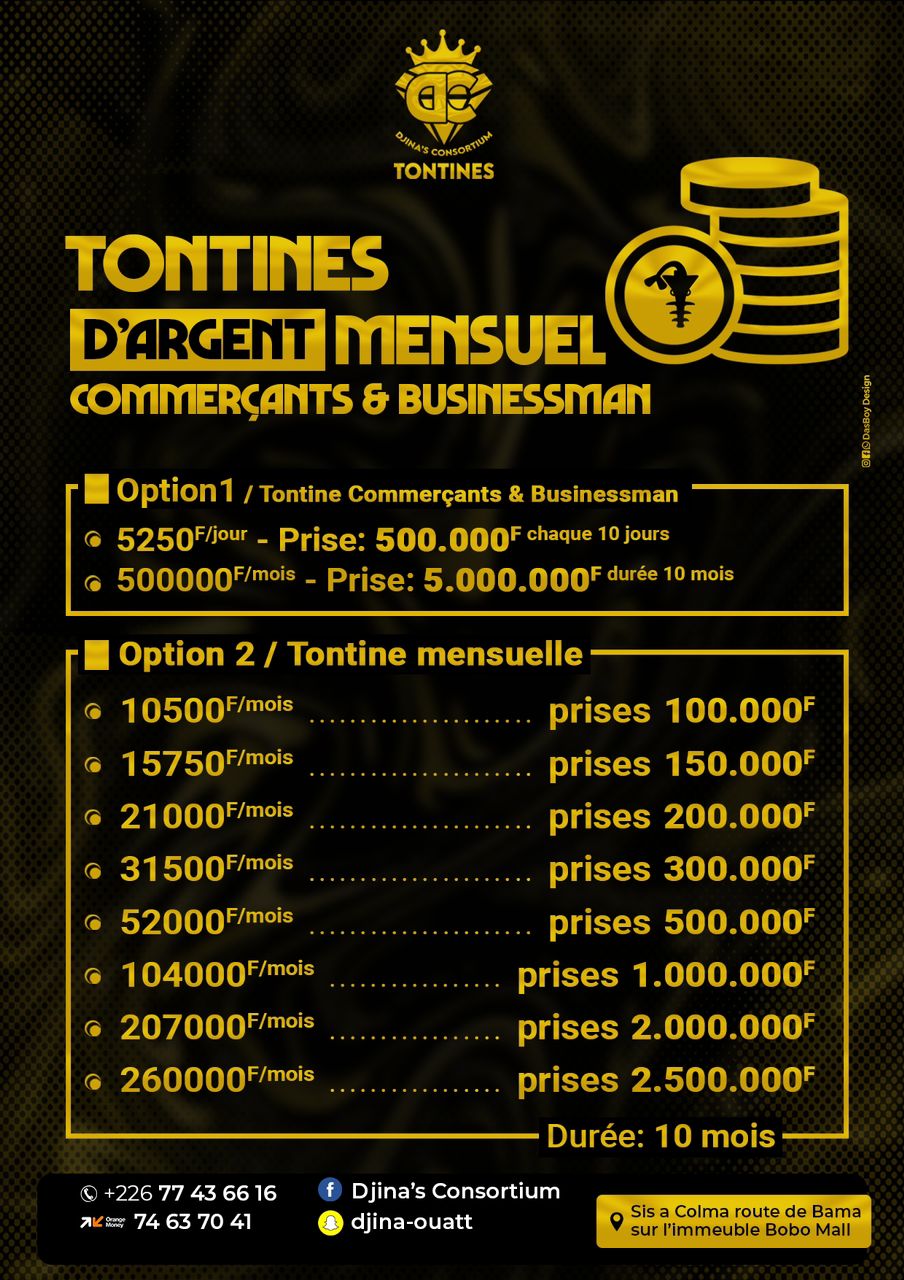 DJINA'S CONSORTIUM
TONTINES
TONTINES
D'ARGENT MENSUEL
COMMERÇANTS & BUSINESSMAN
DasBoy Design
Option1 / Tontine Commerçants & Businessman
5250F/jour - Prise: 500.000F chaque 10 jours
500000F/mois - Prise: 5.000.000F durée 10 mois
Option 2 / Tontine mensuelle
10500F/mois ...................... prises 100.000F
15750F/mois ...................... prises 150.000F
21000F/mois ...................... prises 200.000F
31500F/mois ...................... prises 300.000F
52000F/mois ...................... prises 500.000F
104000F/mois ................. prises 1.000.000F
207000F/mois ................. prises 2.000.000F
260000F/mois ................. prises 2.500.000F
Durée: 10 mois
+226 77 43 66 16
Orange Money 74 63 70 41
Djina's Consortium
djina-ouatt
Sis a Colma route de Bama
sur l'immeuble Bobo Mall